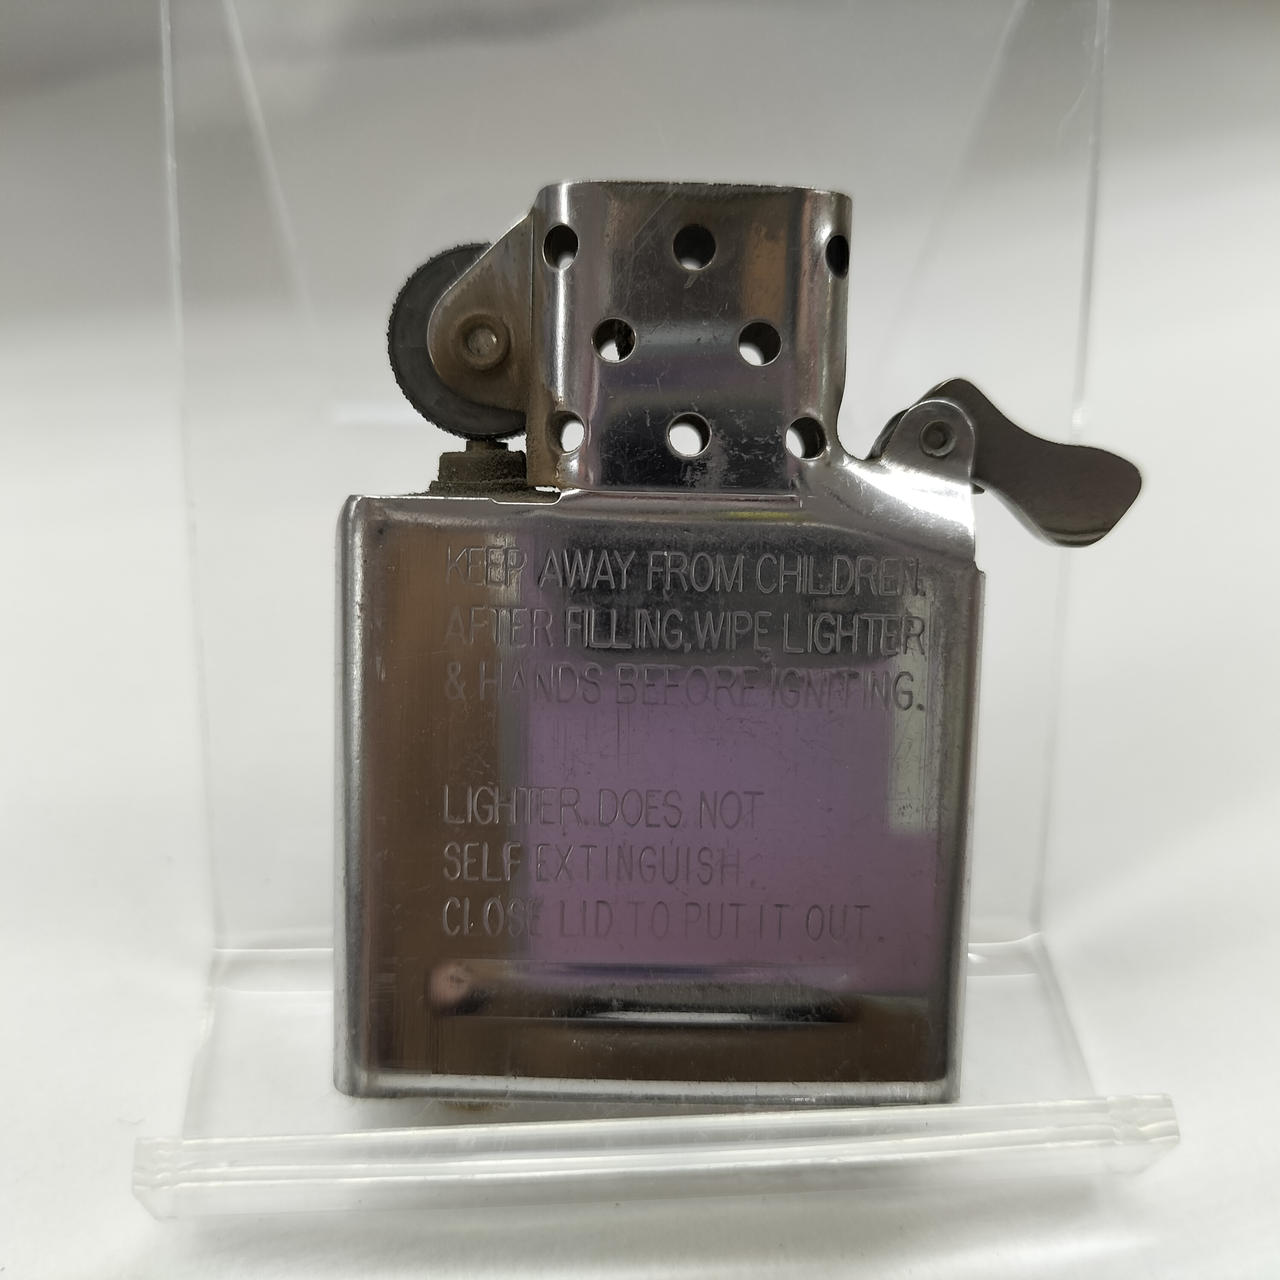 KEEP AWAY FROM CHILDREN.
AFTER FILLING, WIPE LIGHTER
& HANDS BEFORE IGNITING.
LIGHTER DOES NOT
SELF EXTINGUISH.
CLOSE LID TO PUT IT OUT.